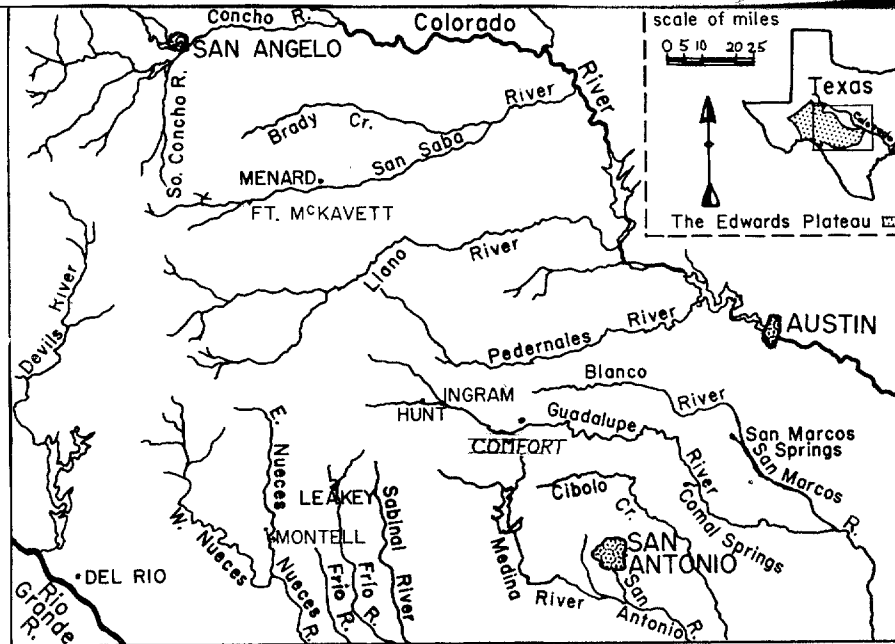 Concho R.
Colorado
River
SAN ANGELO
So. Concho R.
Brady Cr.
San Saba River
MENARD
FT. McKAVETT
scale of miles
0 5 10 20 25
Texas
The Edwards Plateau
Devils River
Llano River
Pedernales River
AUSTIN
Blanco River
INGRAM
HUNT
Guadalupe River
COMFORT
San Marcos Springs
San Marcos R.
E. Nueces
W. Nueces
LEAKEY
MONTELL
Nueces R.
Frio R.
Frio R.
Sabinal River
Medina River
Cibolo Cr.
Comal Springs
SAN ANTONIO
San Antonio R.
DEL RIO
Rio Grande R.